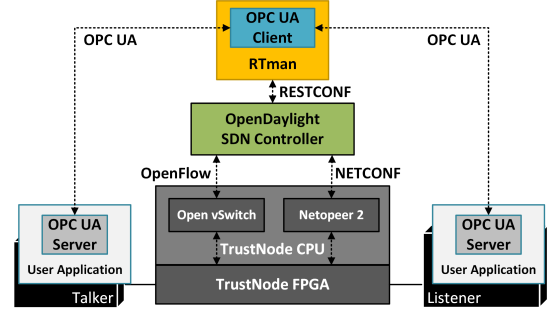 OPC UA
Client
OPC UA
OPC UA
RTman
RESTCONF
OpenDaylight
SDN Controller
OpenFlow
NETCONF
Open vSwitch
Netopeer 2
TrustNode CPU
TrustNode FPGA
OPC UA
Server
User Application
Talker
OPC UA
Server
User Application
Listener